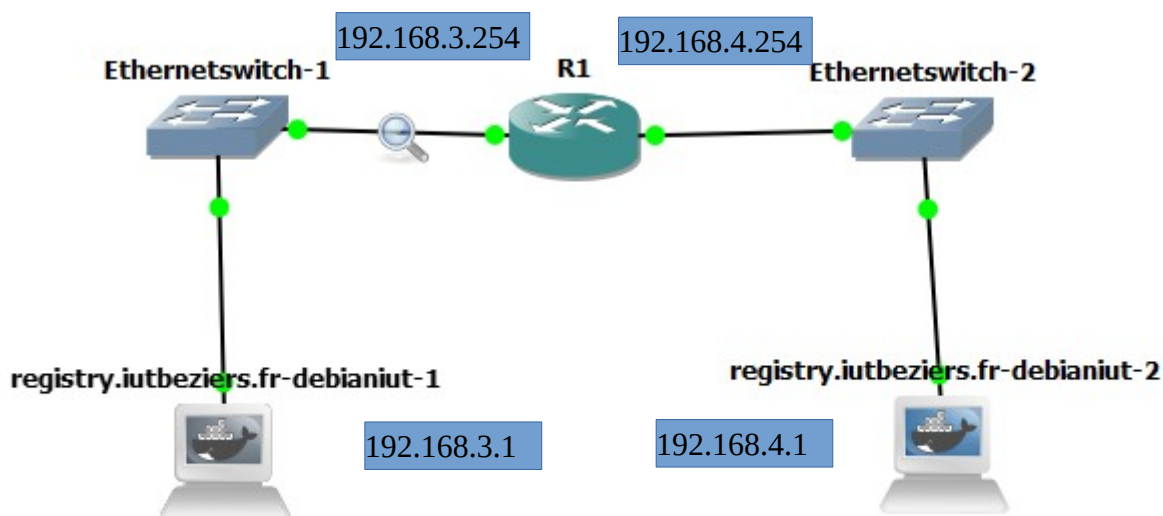 192.168.3.254
192.168.4.254
Ethernetswitch-1
R1
Ethernetswitch-2
registry.iutbeziers.fr-debianiut-1
registry.iutbeziers.fr-debianiut-2
192.168.3.1
192.168.4.1